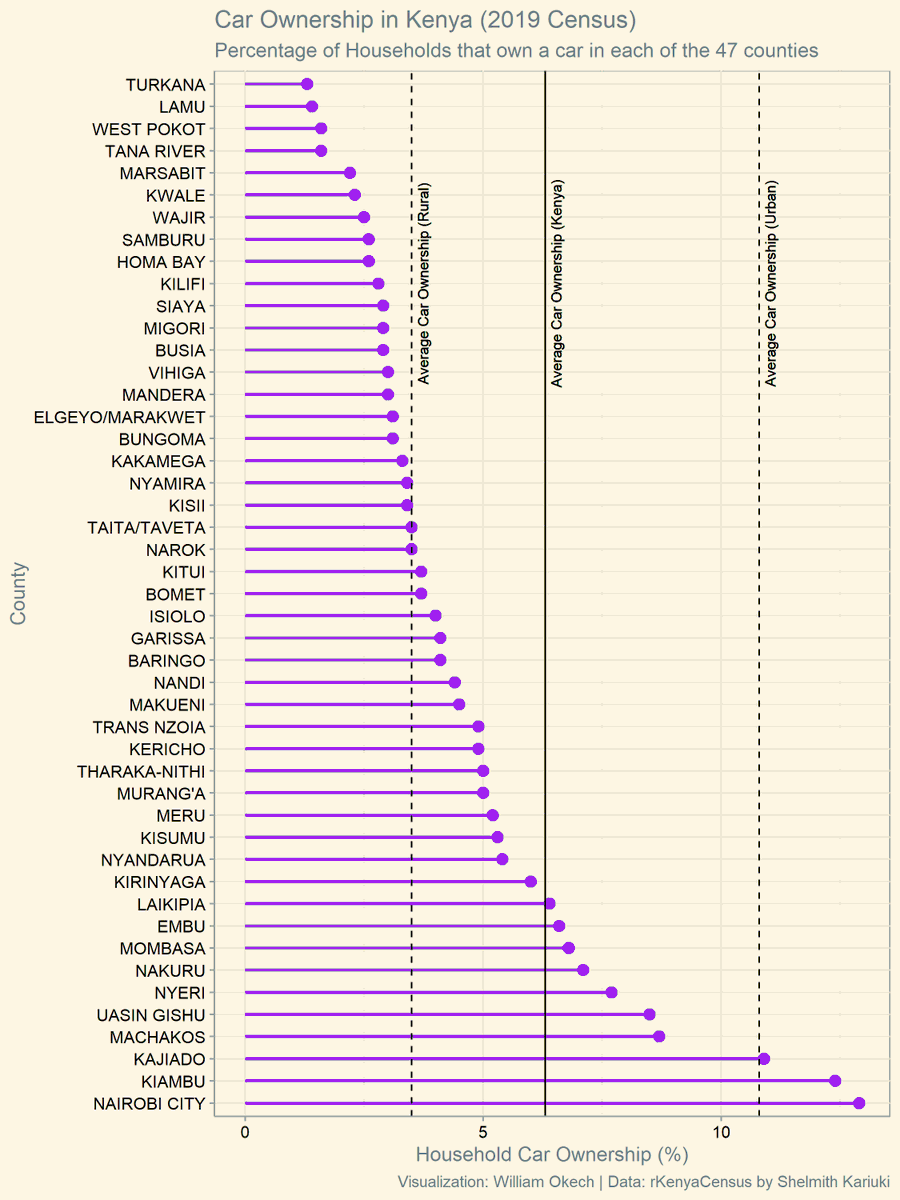 Car Ownership in Kenya (2019 Census)
Percentage of Households that own a car in each of the 47 counties
TURKANA
LAMU
WEST POKOT
TANA RIVER
MARSABIT
KWALE
WAJIR
SAMBURU
HOMA BAY
KILIFI
SIAYA
MIGORI
BUSIA
VIHIGA
MANDERA
ELGEYO/MARAKWET
BUNGOMA
KAKAMEGA
NYAMIRA
KISII
TAITA/TAVETA
NAROK
KITUI
BOMET
ISIOLO
GARISSA
BARINGO
NANDI
MAKUENI
TRANS NZOIA
KERICHO
THARAKA-NITHI
MURANG'A
MERU
KISUMU
NYANDARUA
KIRINYAGA
LAIKIPIA
EMBU
MOMBASA
NAKURU
NYERI
UASIN GISHU
MACHAKOS
KAJIADO
KIAMBU
NAIROBI CITY
County
Average Car Ownership (Rural)
Average Car Ownership (Kenya)
Average Car Ownership (Urban)
0 5 10
Household Car Ownership (%)
Visualization: William Okech | Data: rKenyaCensus by Shelmith Kariuki